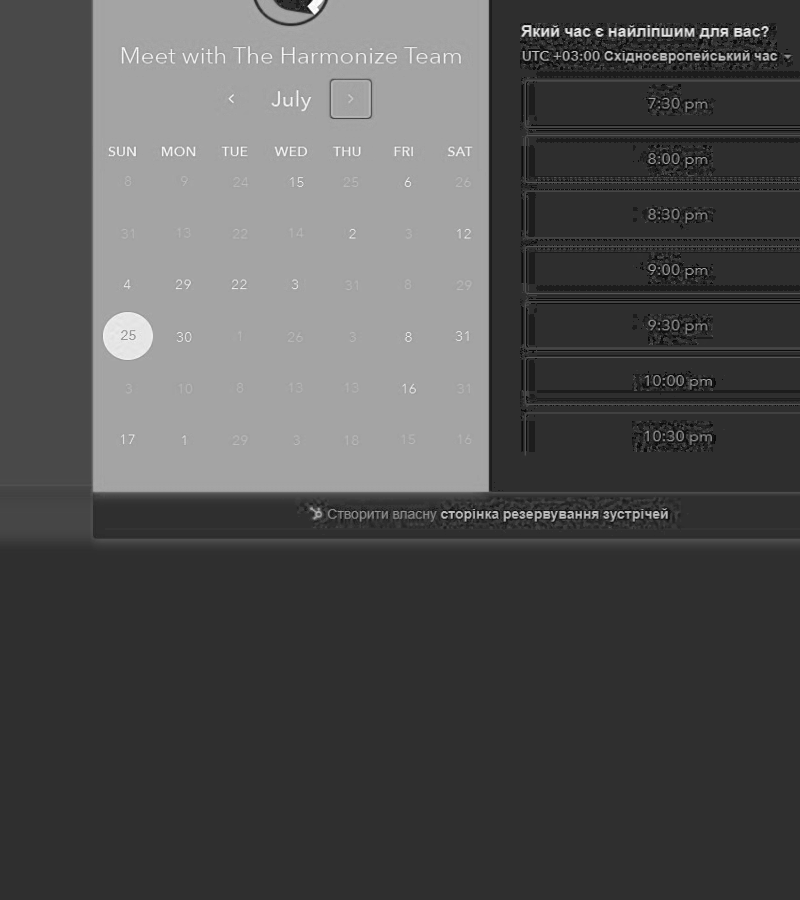 Meet with The Harmonize Team
July
SUN MON TUE WED THU FRI SAT
8 9 24 15 25 6 26
31 13 22 14 2 3 12
4 29 22 3 31 8 29
25 30 1 26 3 8 31
3 10 8 13 13 16 31
17 1 29 3 18 15 16
Який час є найліпшим для вас?
UTC +03:00 Східноєвропейський час
7:30 pm
8:00 pm
8:30 pm
9:00 pm
9:30 pm
10:00 pm
10:30 pm
Створити власну сторінка резервування зустрічей